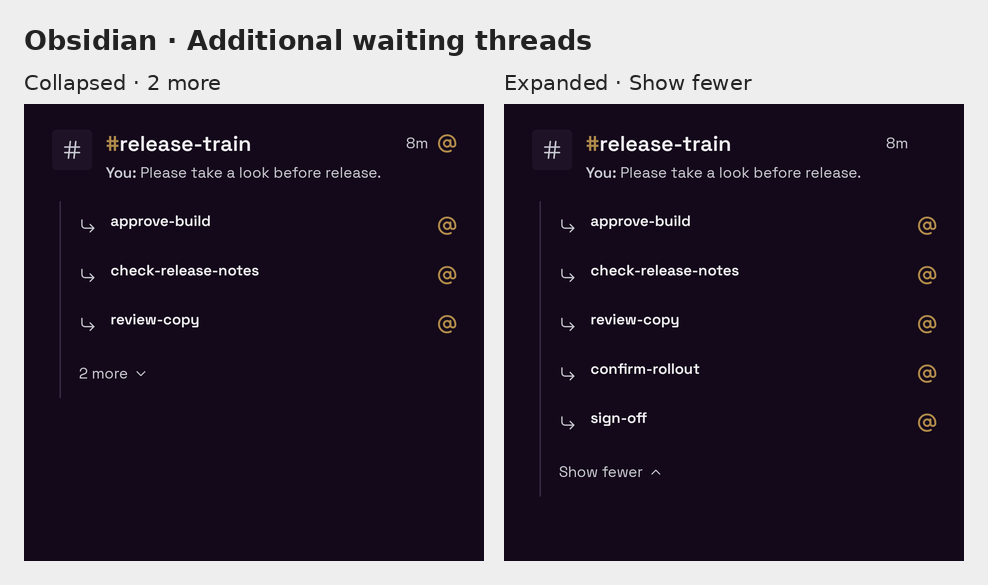 Obsidian · Additional waiting threads
Collapsed · 2 more
#
#release-train
8m @
You: Please take a look before release.
approve-build @
check-release-notes @
review-copy @
2 more
Expanded · Show fewer
#
#release-train
8m
You: Please take a look before release.
approve-build @
check-release-notes @
review-copy @
confirm-rollout @
sign-off @
Show fewer